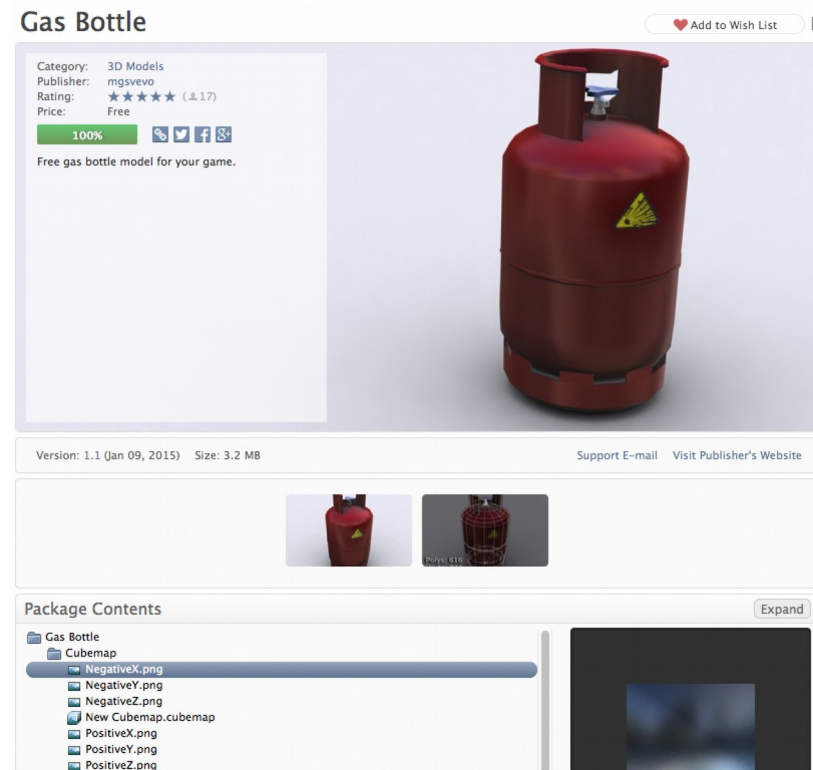 Gas Bottle
Add to Wish List
Category: 3D Models
Publisher: mgsvevo
Rating: ★★★★★ (17)
Price: Free
100%
Free gas bottle model for your game.
Version: 1.1 (Jan 09, 2015) Size: 3.2 MB
Support E-mail Visit Publisher's Website
Polys: 616
Package Contents
Expand
Gas Bottle
Cubemap
NegativeX.png
NegativeY.png
NegativeZ.png
New Cubemap.cubemap
PositiveX.png
PositiveY.png
PositiveZ.png